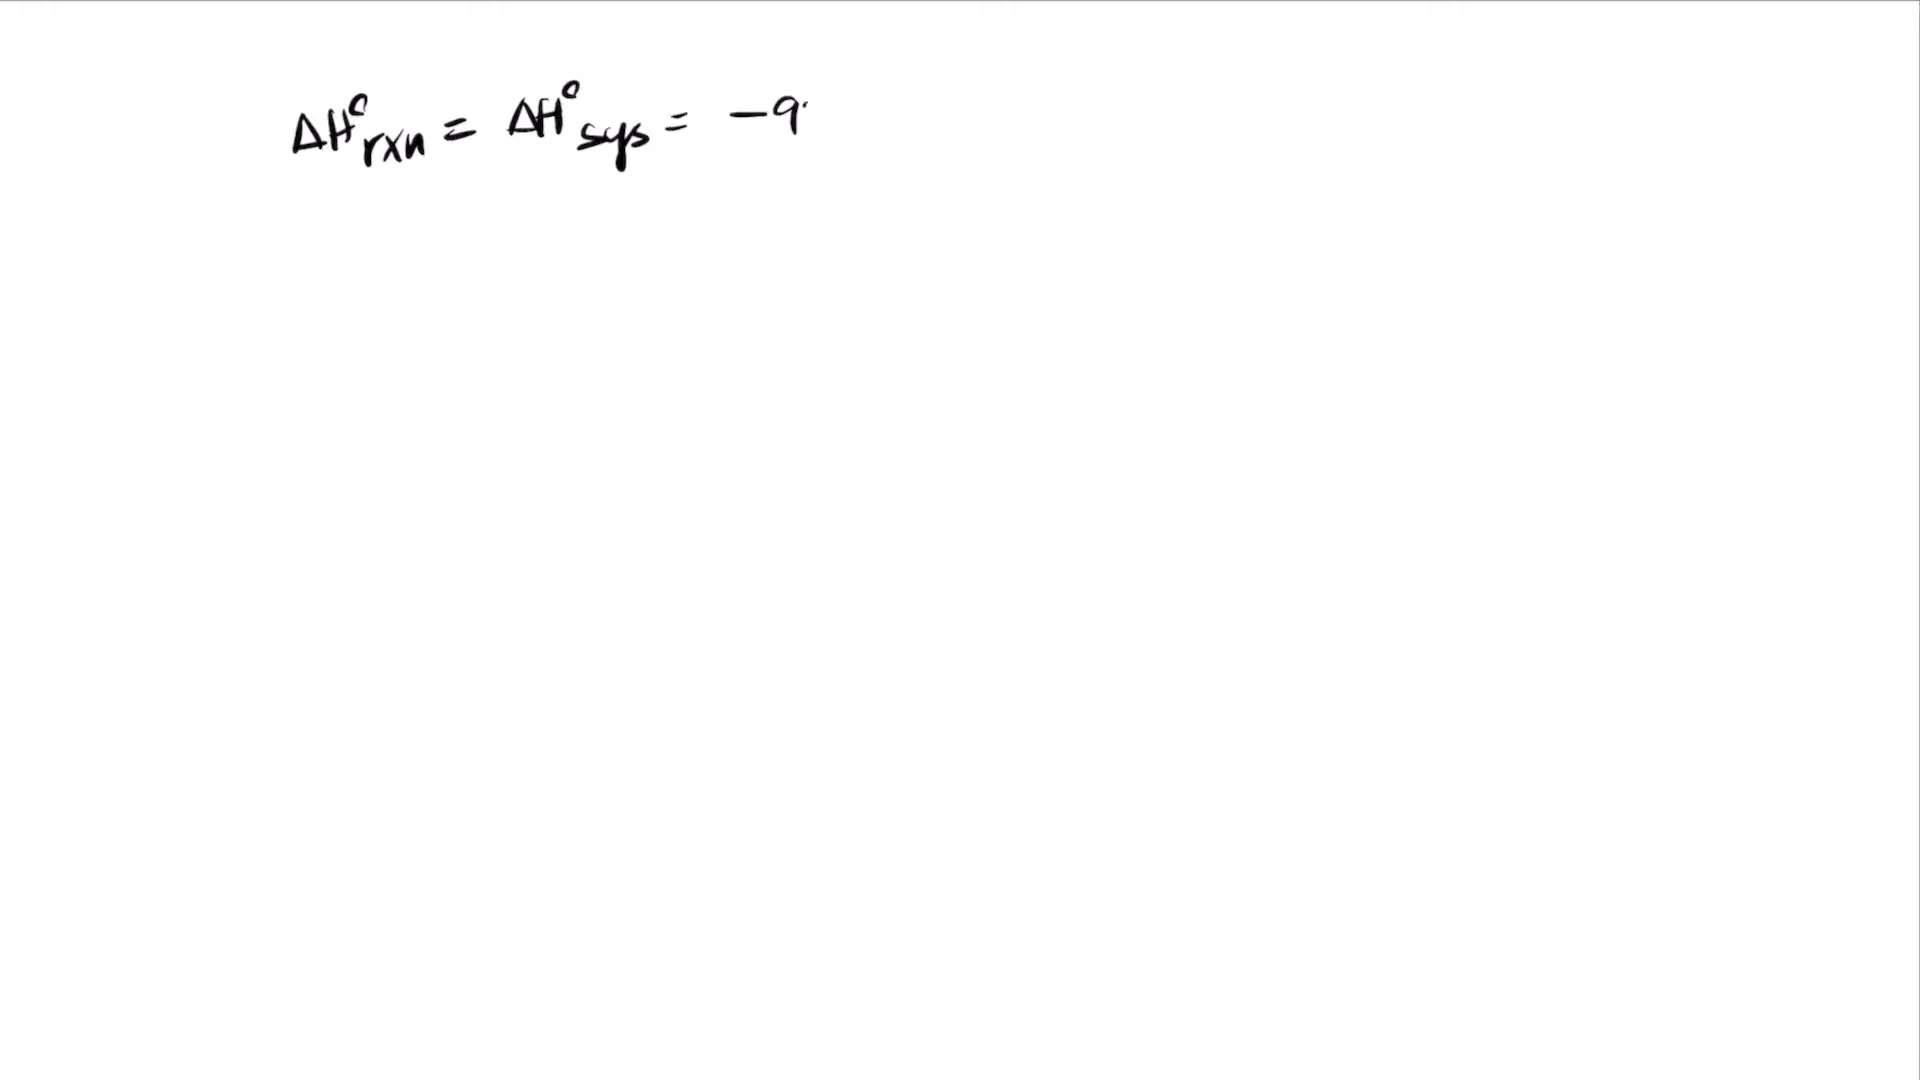 ΔH°rxn = ΔH°sys = -9.